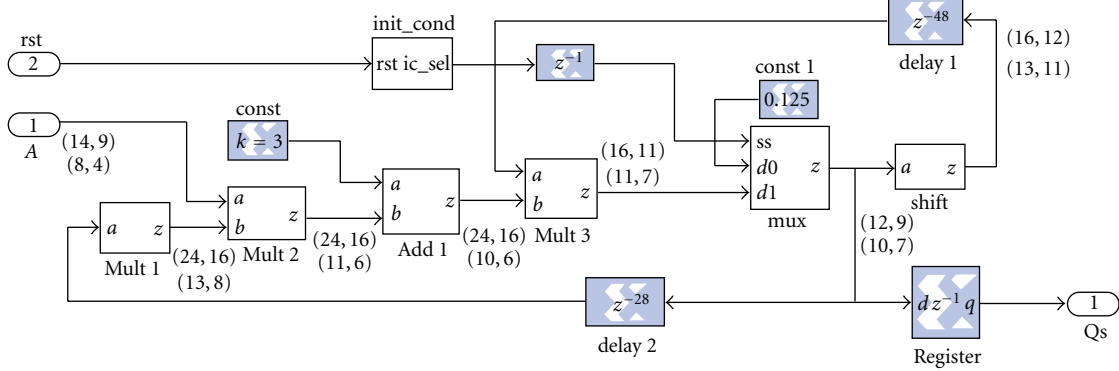 init_cond
rst
2
rst ic_sel
z⁻¹
z⁻⁴⁸
delay 1
(16, 12)
(13, 11)
const 1
0.125
1
A
(14, 9)
(8, 4)
const
k = 3
a
b
z
Mult 2
a
z
Mult 1
(24, 16)
(13, 8)
(24, 16)
(11, 6)
a
b
z
Add 1
(24, 16)
(10, 6)
a
b
z
Mult 3
(16, 11)
(11, 7)
ss
d0
d1
z
mux
a
z
shift
(12, 9)
(10, 7)
z⁻²⁸
delay 2
d z⁻¹ q
Register
1
Qs